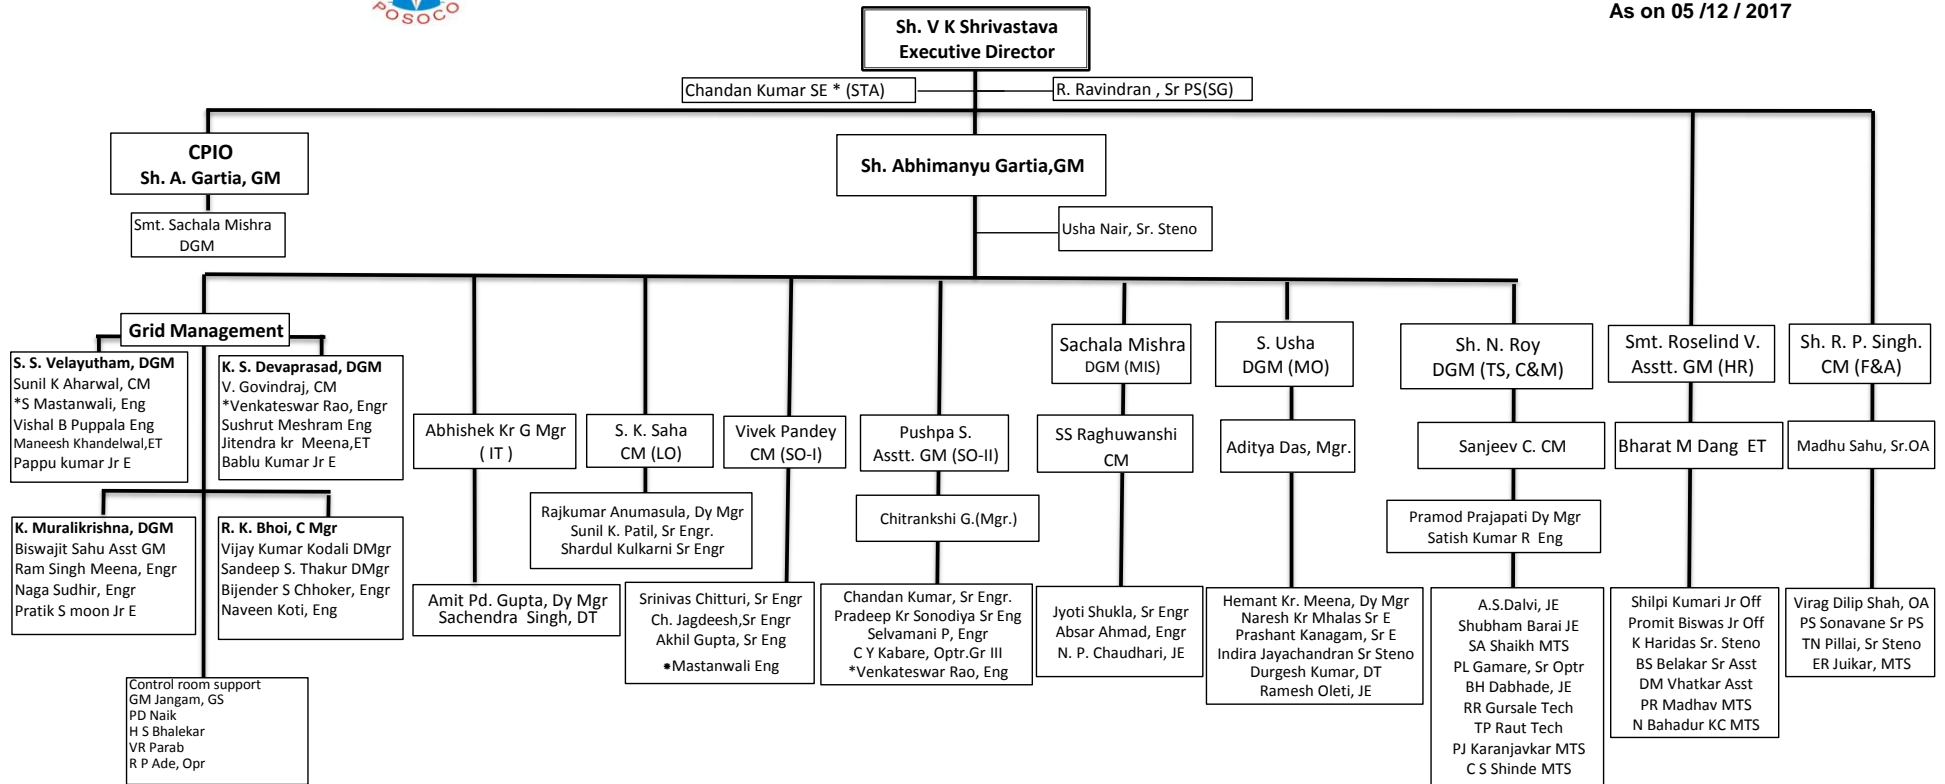 POSOCO
As on 05 /12 / 2017
Sh. V K Shrivastava
Executive Director
Chandan Kumar SE * (STA)
R. Ravindran , Sr PS(SG)
CPIO
Sh. A. Gartia, GM
Sh. Abhimanyu Gartia,GM
Smt. Sachala Mishra
DGM
Usha Nair, Sr. Steno
Grid Management
S. S. Velayutham, DGM
Sunil K Aharwal, CM
*S Mastanwali, Eng
Vishal B Puppala Eng
Maneesh Khandelwal,ET
Pappu kumar Jr E
K. S. Devaprasad, DGM
V. Govindraj, CM
*Venkateswar Rao, Engr
Sushrut Meshram Eng
Jitendra kr Meena,ET
Bablu Kumar Jr E
K. Muralikrishna, DGM
Biswajit Sahu Asst GM
Ram Singh Meena, Engr
Naga Sudhir, Engr
Pratik S moon Jr E
R. K. Bhoi, C Mgr
Vijay Kumar Kodali DMgr
Sandeep S. Thakur DMgr
Bijender S Chhoker, Engr
Naveen Koti, Eng
Control room support
GM Jangam, GS
PD Naik
H S Bhalekar
VR Parab
R P Ade, Opr
Abhishek Kr G Mgr
( IT )
Amit Pd. Gupta, Dy Mgr
Sachendra Singh, DT
S. K. Saha
CM (LO)
Rajkumar Anumasula, Dy Mgr
Sunil K. Patil, Sr Engr.
Shardul Kulkarni Sr Engr
Vivek Pandey
CM (SO-I)
Srinivas Chitturi, Sr Engr
Ch. Jagdeesh,Sr Engr
Akhil Gupta, Sr Eng
*Mastanwali Eng
Pushpa S.
Asstt. GM (SO-II)
Chitrankshi G.(Mgr.)
Chandan Kumar, Sr Engr.
Pradeep Kr Sonodiya Sr Eng
Selvamani P, Engr
C Y Kabare, Optr.Gr III
*Venkateswar Rao, Eng
Sachala Mishra
DGM (MIS)
SS Raghuwanshi
CM
Jyoti Shukla, Sr Engr
Absar Ahmad, Engr
N. P. Chaudhari, JE
S. Usha
DGM (MO)
Aditya Das, Mgr.
Hemant Kr. Meena, Dy Mgr
Naresh Kr Mhalas Sr E
Prashant Kanagam, Sr E
Indira Jayachandran Sr Steno
Durgesh Kumar, DT
Ramesh Oleti, JE
Sh. N. Roy
DGM (TS, C&M)
Sanjeev C. CM
Pramod Prajapati Dy Mgr
Satish Kumar R Eng
A.S.Dalvi, JE
Shubham Barai JE
SA Shaikh MTS
PL Gamare, Sr Optr
BH Dabhade, JE
RR Gursale Tech
TP Raut Tech
PJ Karanjavkar MTS
C S Shinde MTS
Smt. Roselind V.
Asstt. GM (HR)
Bharat M Dang ET
Shilpi Kumari Jr Off
Promit Biswas Jr Off
K Haridas Sr. Steno
BS Belakar Sr Asst
DM Vhatkar Asst
PR Madhav MTS
N Bahadur KC MTS
Sh. R. P. Singh.
CM (F&A)
Madhu Sahu, Sr.OA
Virag Dilip Shah, OA
PS Sonavane Sr PS
TN Pillai, Sr Steno
ER Juikar, MTS